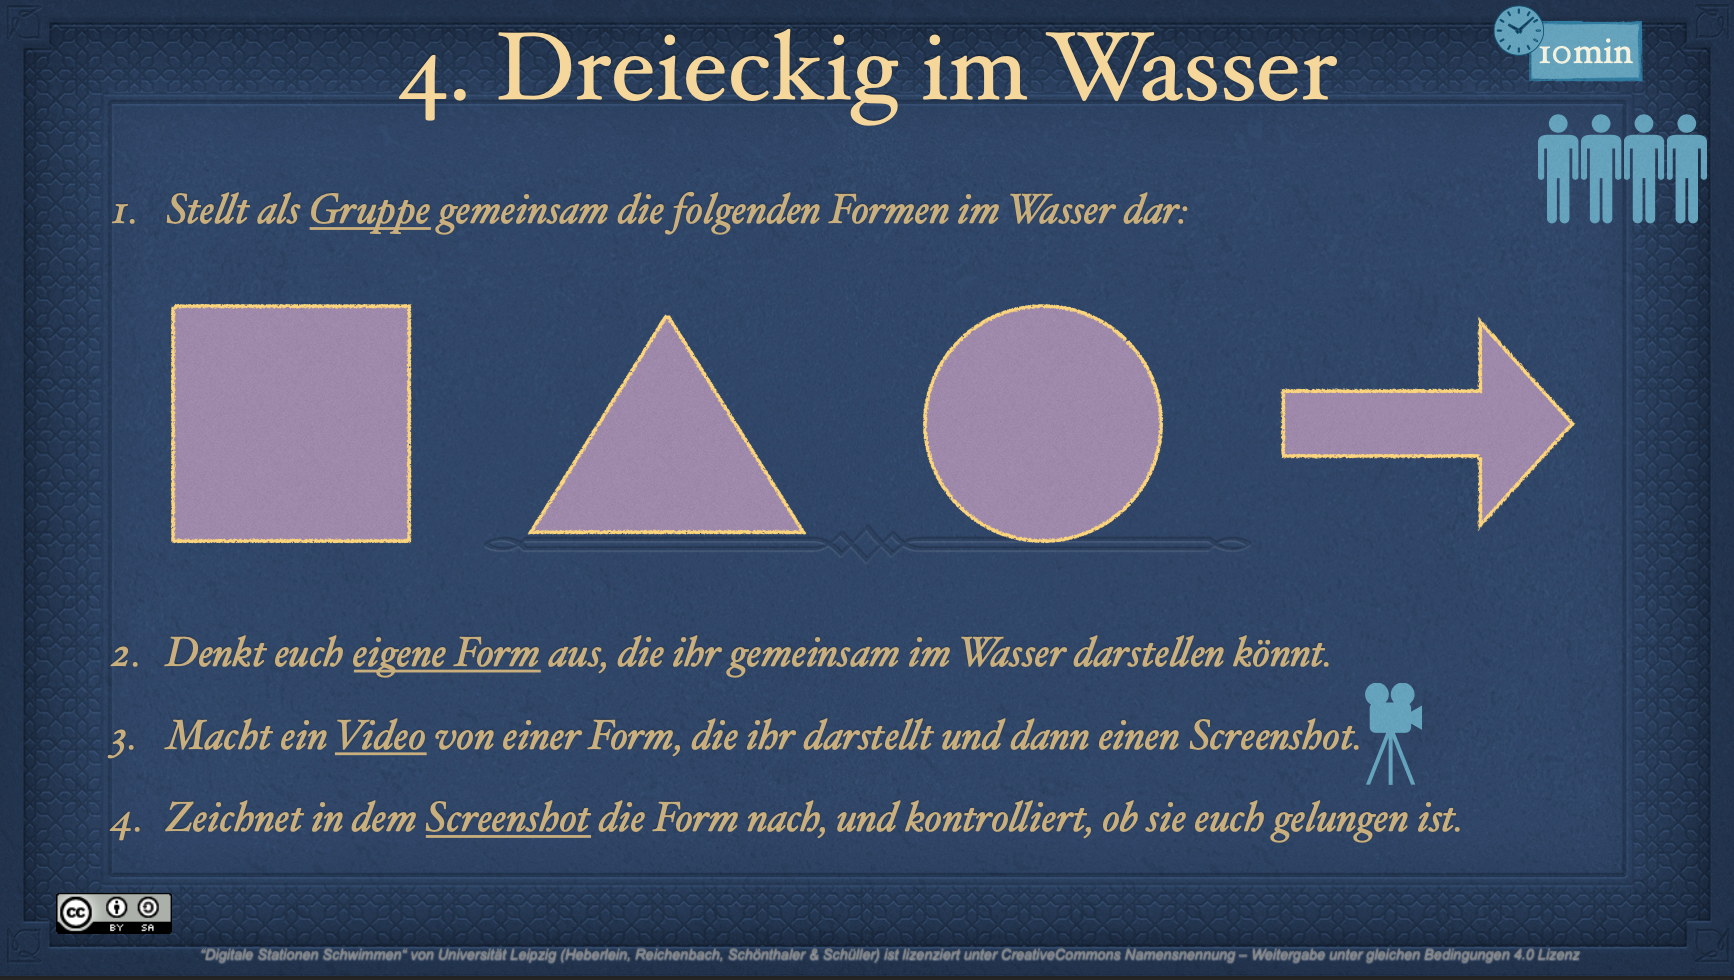 4. Dreieckig im Wasser
10min
1. Stellt als Gruppe gemeinsam die folgenden Formen im Wasser dar:
2. Denkt euch eigene Form aus, die ihr gemeinsam im Wasser darstellen könnt.
3. Macht ein Video von einer Form, die ihr darstellt und dann einen Screenshot.
4. Zeichnet in dem Screenshot die Form nach, und kontrolliert, ob sie euch gelungen ist.
cc BY SA
"Digitale Stationen Schwimmen" von Universität Leipzig (Heberlein, Reichenbach, Schönthaler & Schüller) ist lizenziert unter CreativeCommons Namensnennung – Weitergabe unter gleichen Bedingungen 4.0 Lizenz